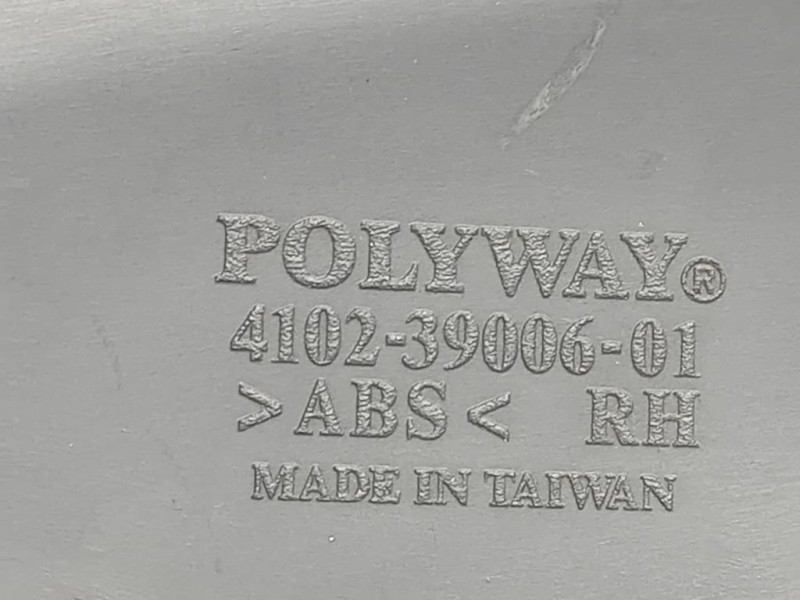 POLYWAY®
4102-39006-01
>ABS< RH
MADE IN TAIWAN